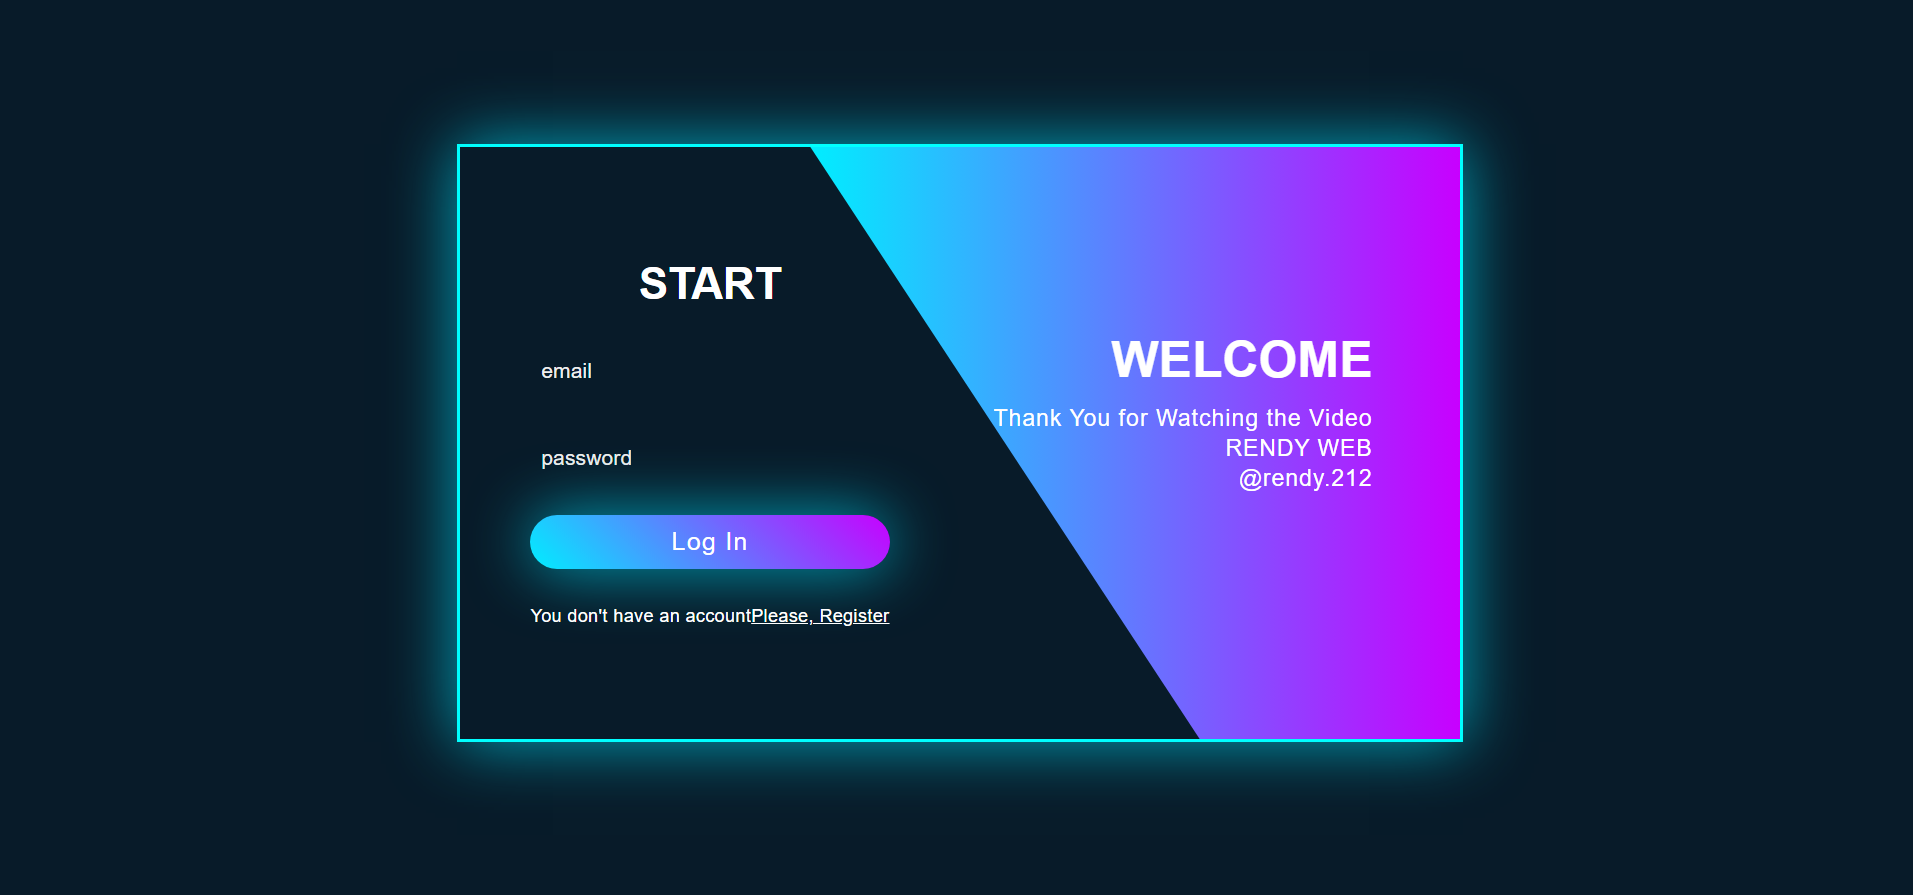 START
email
password
Log In
You don't have an accountPlease, Register
WELCOME
Thank You for Watching the Video
RENDY WEB
@rendy.212